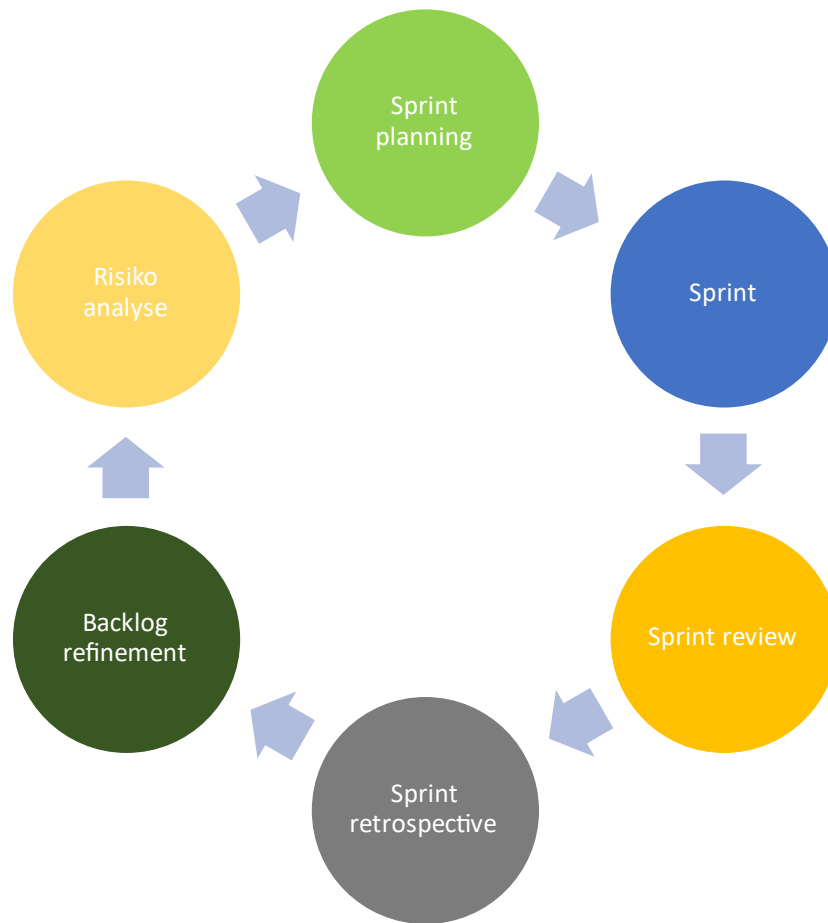 Sprint
planning
Sprint
Sprint review
Sprint
retrospective
Backlog
refinement
Risiko
analyse